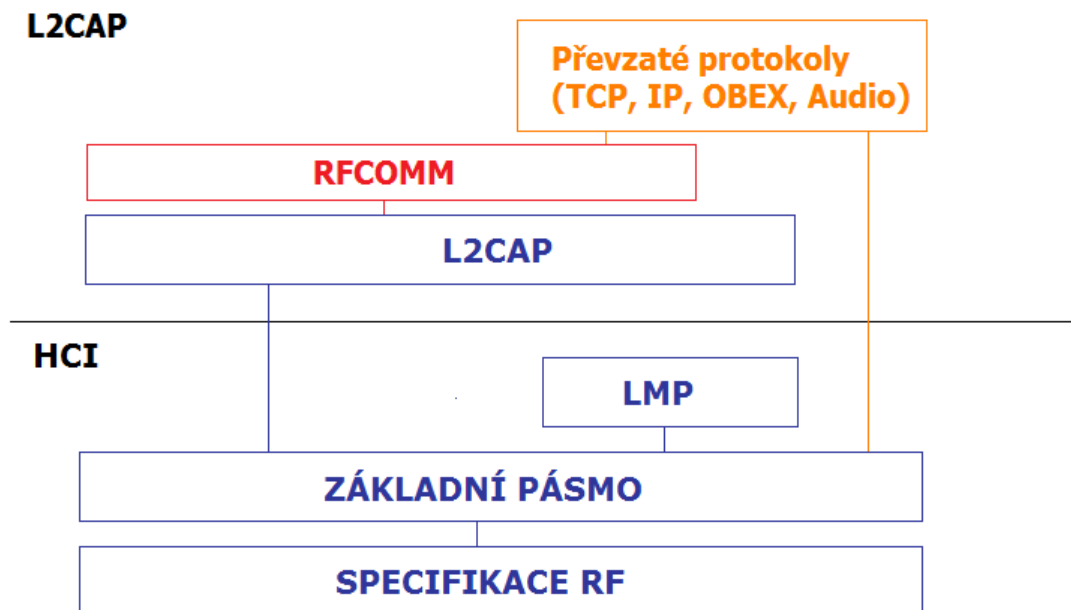 L2CAP
Převzaté protokoly
(TCP, IP, OBEX, Audio)
RFCOMM
L2CAP
HCI
LMP
ZÁKLADNÍ PÁSMO
SPECIFIKACE RF